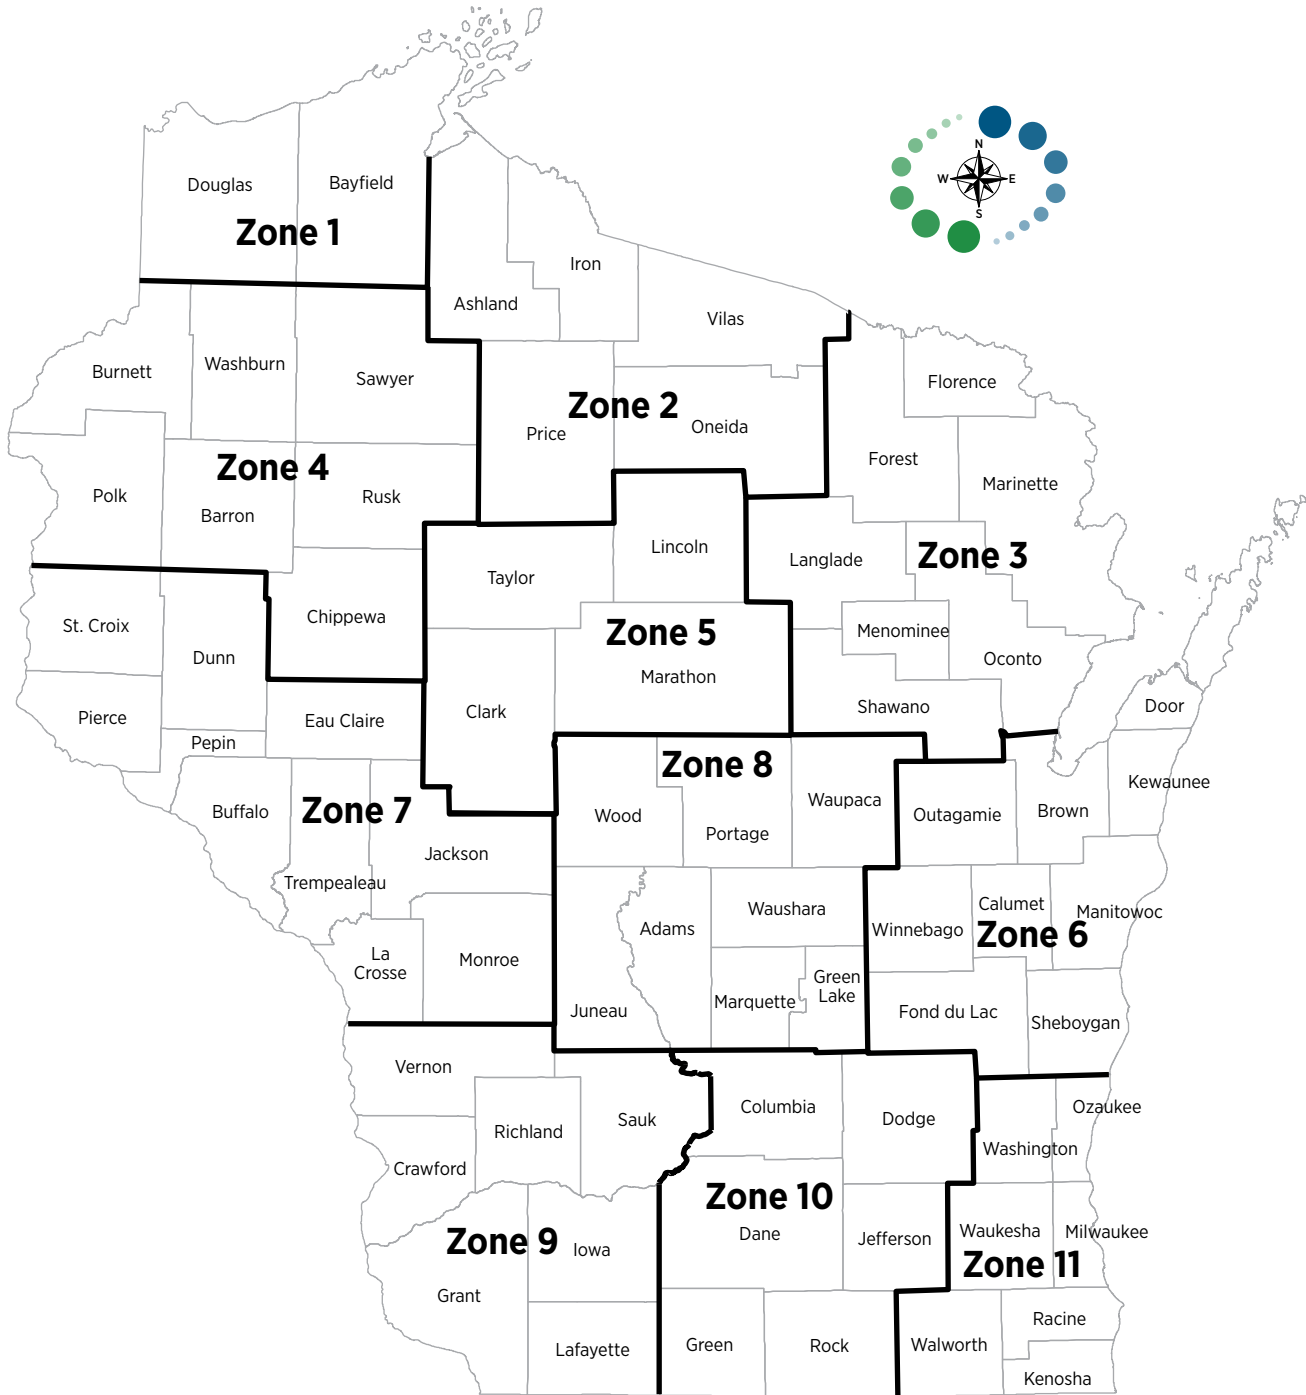 N
W E
S
Douglas
Bayfield
Zone 1
Iron
Ashland
Vilas
Burnett
Washburn
Sawyer
Florence
Zone 2
Price
Oneida
Forest
Zone 4
Marinette
Polk
Barron
Rusk
Lincoln
Langlade
Zone 3
Taylor
Chippewa
St. Croix
Zone 5
Menominee
Dunn
Oconto
Marathon
Pierce
Eau Claire
Clark
Shawano
Door
Pepin
Zone 8
Kewaunee
Buffalo
Zone 7
Wood
Waupaca
Outagamie
Brown
Portage
Jackson
Trempealeau
Waushara
Calumet
Manitowoc
Adams
Winnebago
Zone 6
La
Crosse
Monroe
Green
Lake
Juneau
Marquette
Fond du Lac
Sheboygan
Vernon
Columbia
Ozaukee
Sauk
Dodge
Richland
Washington
Crawford
Zone 10
Zone 9
Iowa
Dane
Jefferson
Waukesha
Milwaukee
Zone 11
Grant
Racine
Lafayette
Green
Rock
Walworth
Kenosha